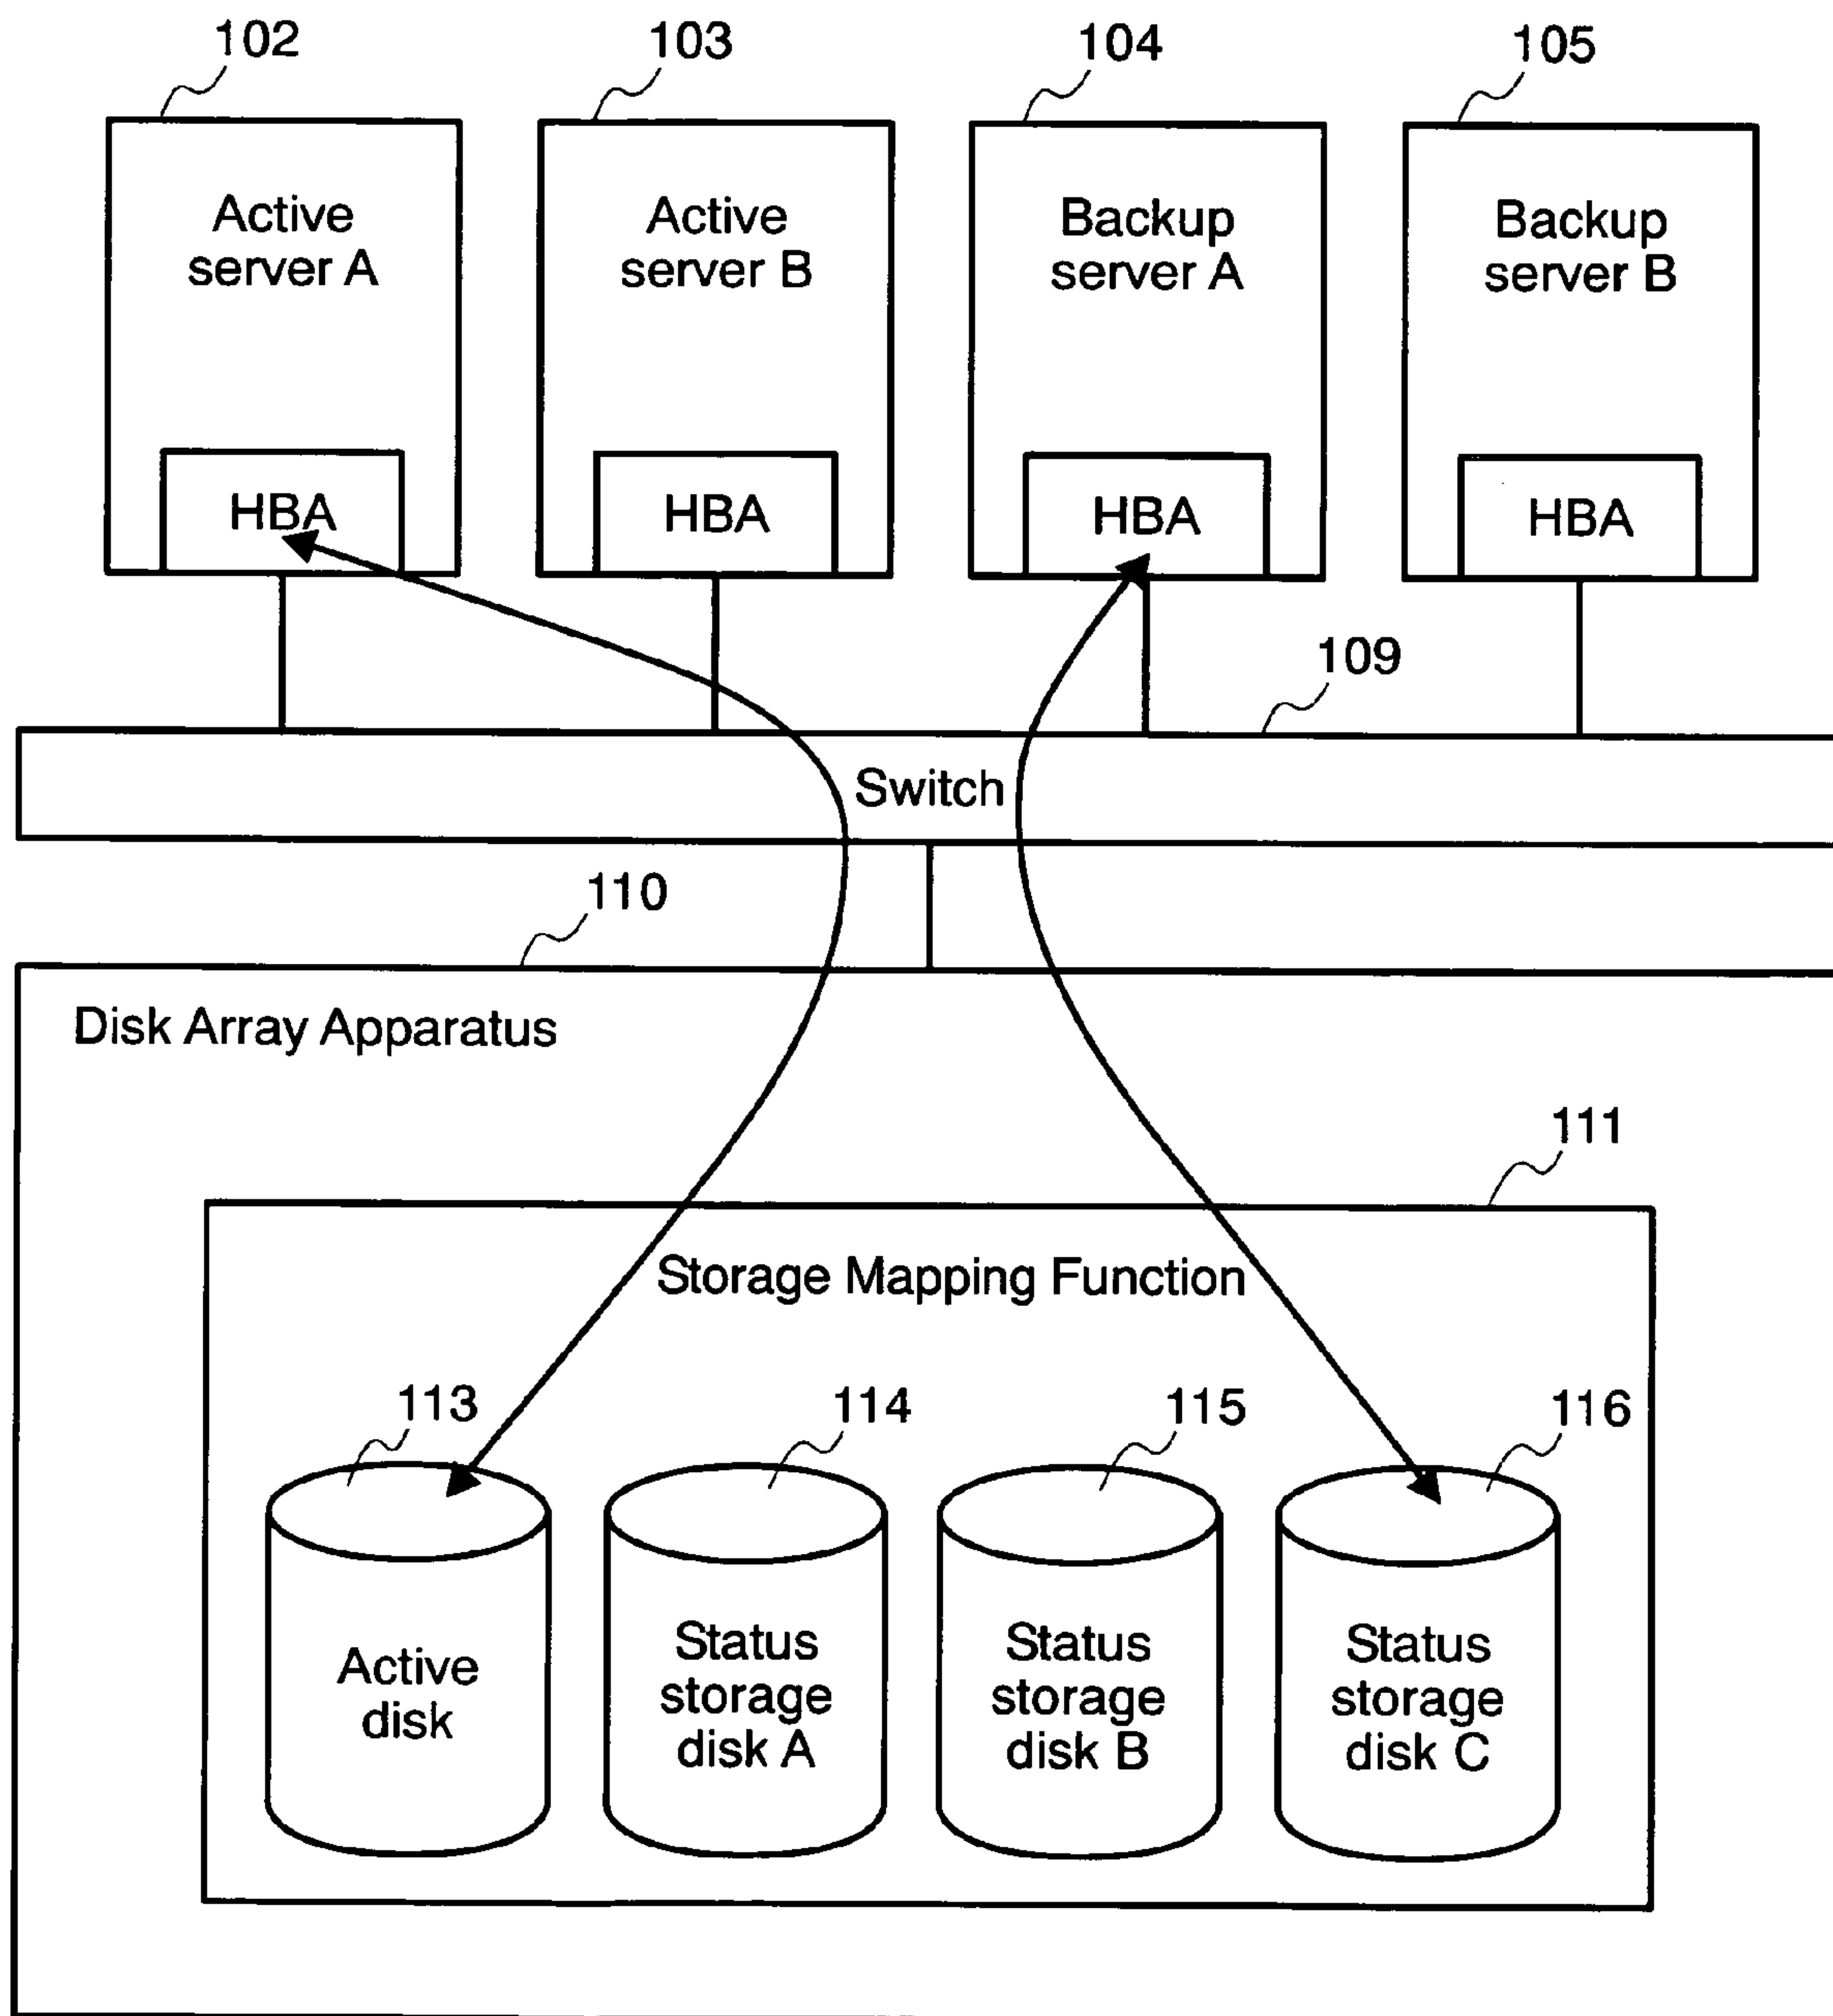 102
103
104
105
Active
server A
Active
server B
Backup
server A
Backup
server B
HBA
HBA
HBA
HBA
109
Switch
110
Disk Array Apparatus
111
Storage Mapping Function
113
114
115
116
Active
disk
Status
storage
disk A
Status
storage
disk B
Status
storage
disk C